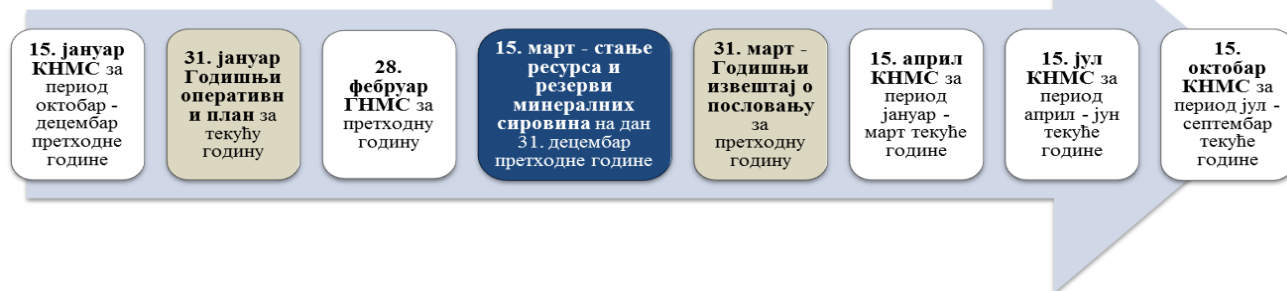 15. јануар
КНМС за
период
октобар -
децембар
претходне
године
31. јануар
Годишњи
оперативн
и план за
текућу
годину
28.
фебруар
ГНМС за
претходну
годину
15. март - стање
ресурса и
резерви
минералних
сировина на дан
31. децембар
претходне године
31. март -
Годишњи
извештај о
пословању
за
претходну
годину
15. април
КНМС за
период
јануар -
март текуће
године
15. јул
КНМС за
период
април - јун
текуће
године
15.
октобар
КНМС за
период јул -
септембар
текуће
године